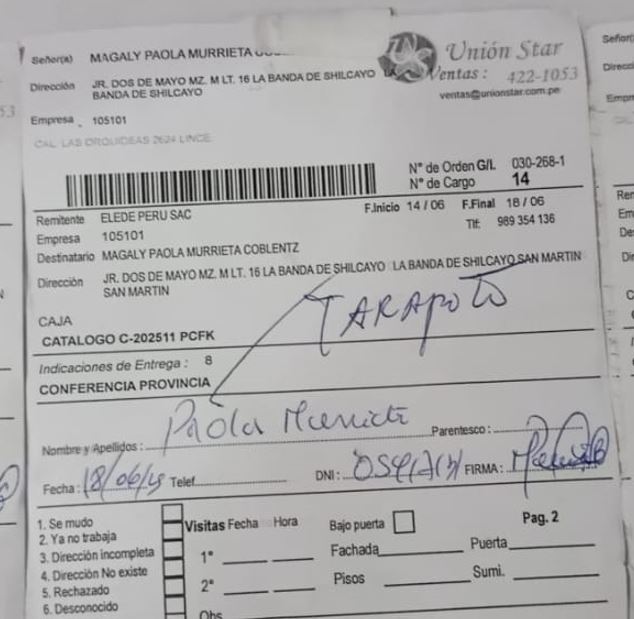 Señor(a) MAGALY PAOLA MURRIETA
Unión Star
Dirección JR. DOS DE MAYO MZ. M LT. 16 LA BANDA DE SHILCAYO LA
BANDA DE SHILCAYO
Ventas : 422-1053
ventas@unionstar.com.pe
Empresa 105101
CAL. LAS ORQUIDEAS 2624 LINCE
N° de Orden G/I. 030-268-1
N° de Cargo 14
Remitente ELEDE PERU SAC
F.Inicio 14 / 06 F.Final 18 / 06
Empresa 105101
Tlf: 989 354 136
Destinatario MAGALY PAOLA MURRIETA COBLENTZ
Dirección JR. DOS DE MAYO MZ. M LT. 16 LA BANDA DE SHILCAYO LA BANDA DE SHILCAYO SAN MARTIN
SAN MARTIN
TARAPOTO
CAJA
CATALOGO C-202511 PCFK
Indicaciones de Entrega : 8
CONFERENCIA PROVINCIA
Nombre y Apellidos : Paola Parentesco :
Fecha : 18/06/25 Telef. DNI : FIRMA :
1. Se mudo
2. Ya no trabaja
3. Dirección incompleta
4. Dirección No existe
5. Rechazado
6. Desconocido
Visitas Fecha Hora
1°
2°
Obs
Bajo puerta
Pag. 2
Fachada Puerta
Pisos Sumi.